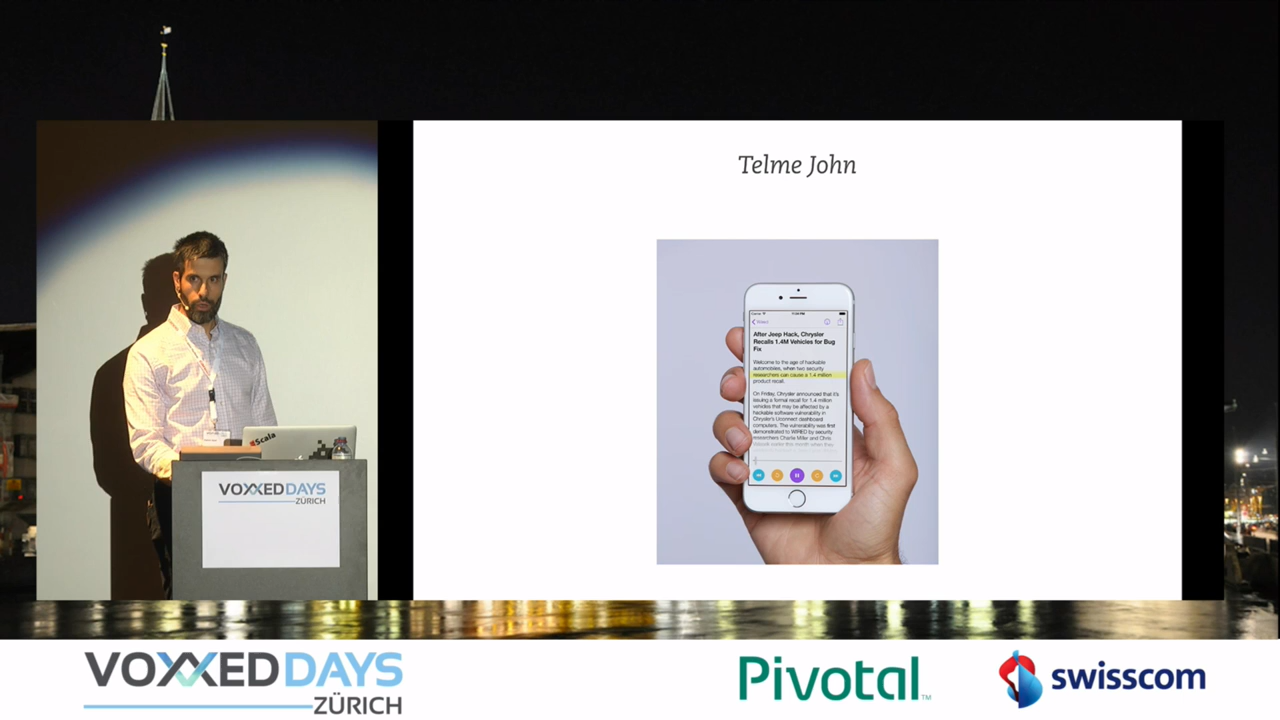 Telme John
After Jeep Hack, Chrysler
Recalls 1.4M Vehicles for Bug
Fix
Welcome to the age of hackable
automobiles, when two security
researchers can cause a 1.4 million
product recall.
On Friday, Chrysler announced that it's
issuing a formal recall for 1.4 million
vehicles that may be affected by a
hackable software vulnerability in
Chrysler's Uconnect dashboard
computers. The vulnerability was first
demonstrated to WIRED by security
researchers Charlie Miller and Chris
Scala
VOXXED DAYS
ZÜRICH
VOXXED DAYS
ZÜRICH
Pivotal™
swisscom